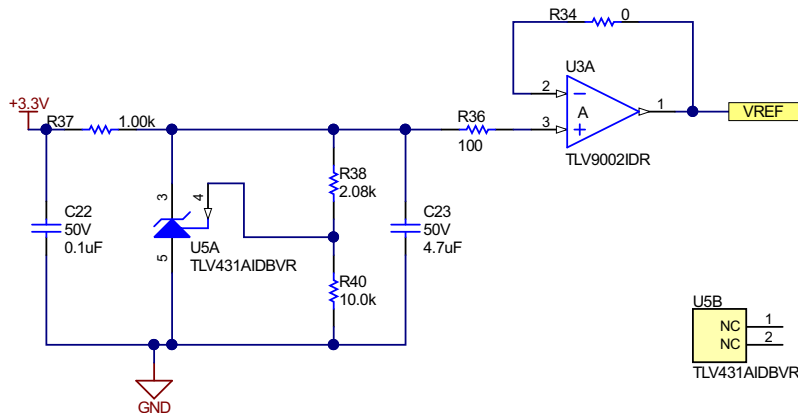 R34 0
U3A
2
A
1
3
TLV9002IDR
VREF
+3.3V
R37 1.00k
R36
100
C22
50V
0.1uF
3
4
5
U5A
TLV431AIDBVR
R38
2.08k
R40
10.0k
C23
50V
4.7uF
GND
U5B
NC 1
NC 2
TLV431AIDBVR